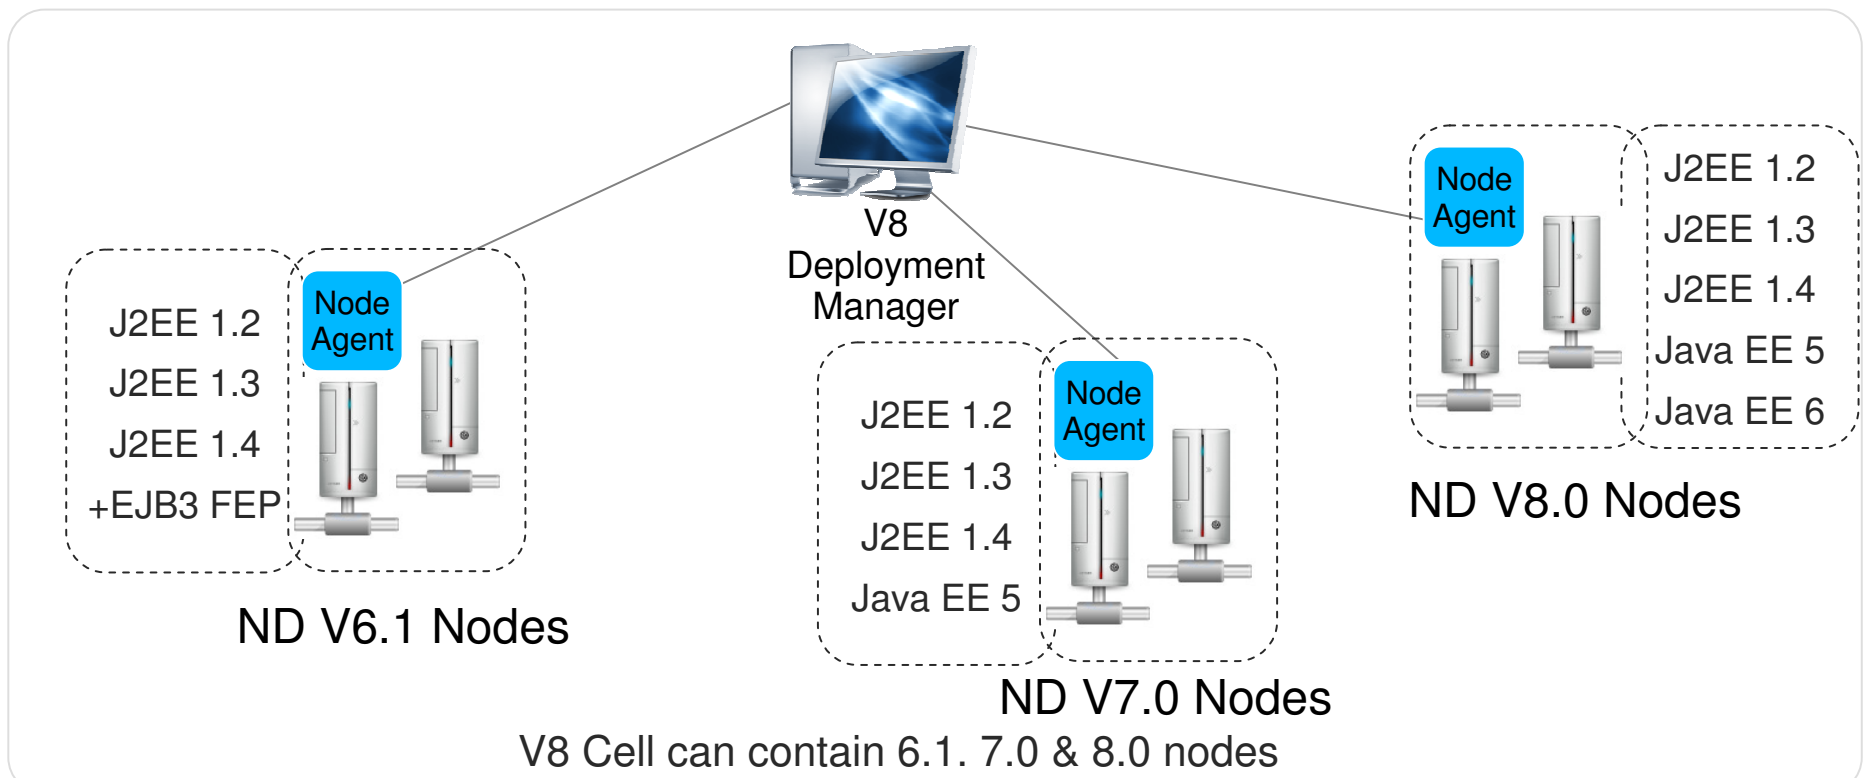 V8
Deployment
Manager
J2EE 1.2
J2EE 1.3
J2EE 1.4
+EJB3 FEP
Node
Agent
ND V6.1 Nodes
J2EE 1.2
J2EE 1.3
J2EE 1.4
Java EE 5
Node
Agent
ND V7.0 Nodes
Node
Agent
J2EE 1.2
J2EE 1.3
J2EE 1.4
Java EE 5
Java EE 6
ND V8.0 Nodes
V8 Cell can contain 6.1. 7.0 & 8.0 nodes